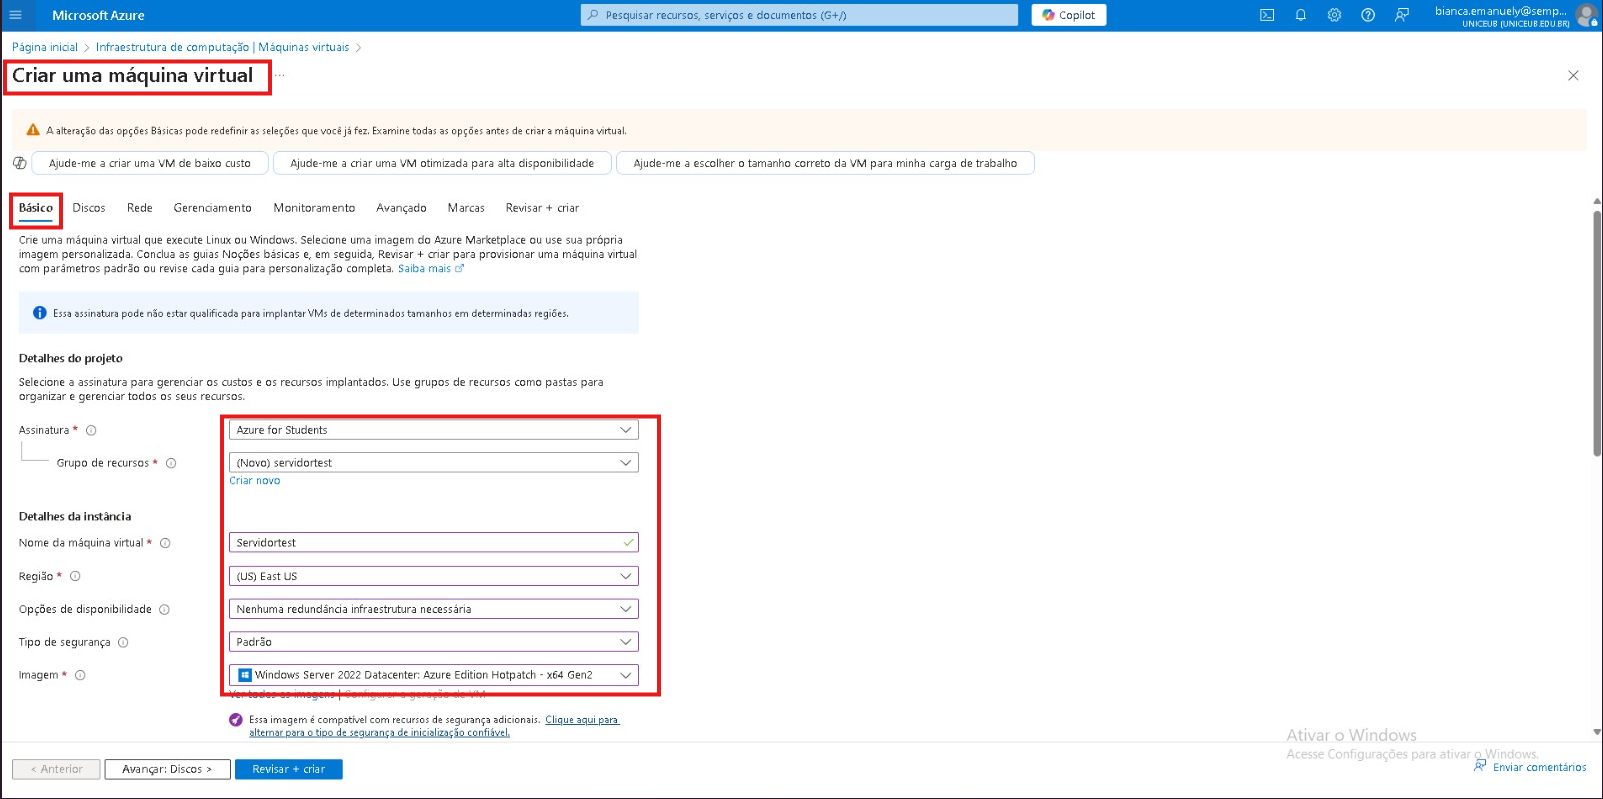 Microsoft Azure
Pesquisar recursos, serviços e documentos (G+/)
Copilot
bianca.emanuely@semp...
UNICEUB (UNICEUB.EDU.BR)
Página inicial > Infraestrutura de computação | Máquinas virtuais >
Criar uma máquina virtual ...
A alteração das opções Básicas pode redefinir as seleções que você já fez. Examine todas as opções antes de criar a máquina virtual.
Ajude-me a criar uma VM de baixo custo
Ajude-me a criar uma VM otimizada para alta disponibilidade
Ajude-me a escolher o tamanho correto da VM para minha carga de trabalho
Básico Discos Rede Gerenciamento Monitoramento Avançado Marcas Revisar + criar
Crie uma máquina virtual que execute Linux ou Windows. Selecione uma imagem do Azure Marketplace ou use sua própria
imagem personalizada. Conclua as guias Noções básicas e, em seguida, Revisar + criar para provisionar uma máquina virtual
com parâmetros padrão ou revise cada guia para personalização completa. Saiba mais
Essa assinatura pode não estar qualificada para implantar VMs de determinados tamanhos em determinadas regiões.
Detalhes do projeto
Selecione a assinatura para gerenciar os custos e os recursos implantados. Use grupos de recursos como pastas para
organizar e gerenciar todos os seus recursos.
Assinatura *
Azure for Students
Grupo de recursos *
(Novo) servidortest
Criar novo
Detalhes da instância
Nome da máquina virtual *
Servidortest
Região *
(US) East US
Opções de disponibilidade
Nenhuma redundância infraestrutura necessária
Tipo de segurança
Padrão
Imagem *
Windows Server 2022 Datacenter: Azure Edition Hotpatch - x64 Gen2
Ver todas as imagens | Configurar a geração da VM
Essa imagem é compatível com recursos de segurança adicionais. Clique aqui para
alternar para o tipo de segurança de inicialização confiável.
Ativar o Windows
Acesse Configurações para ativar o Windows.
< Anterior
Avançar: Discos >
Revisar + criar
Enviar comentários